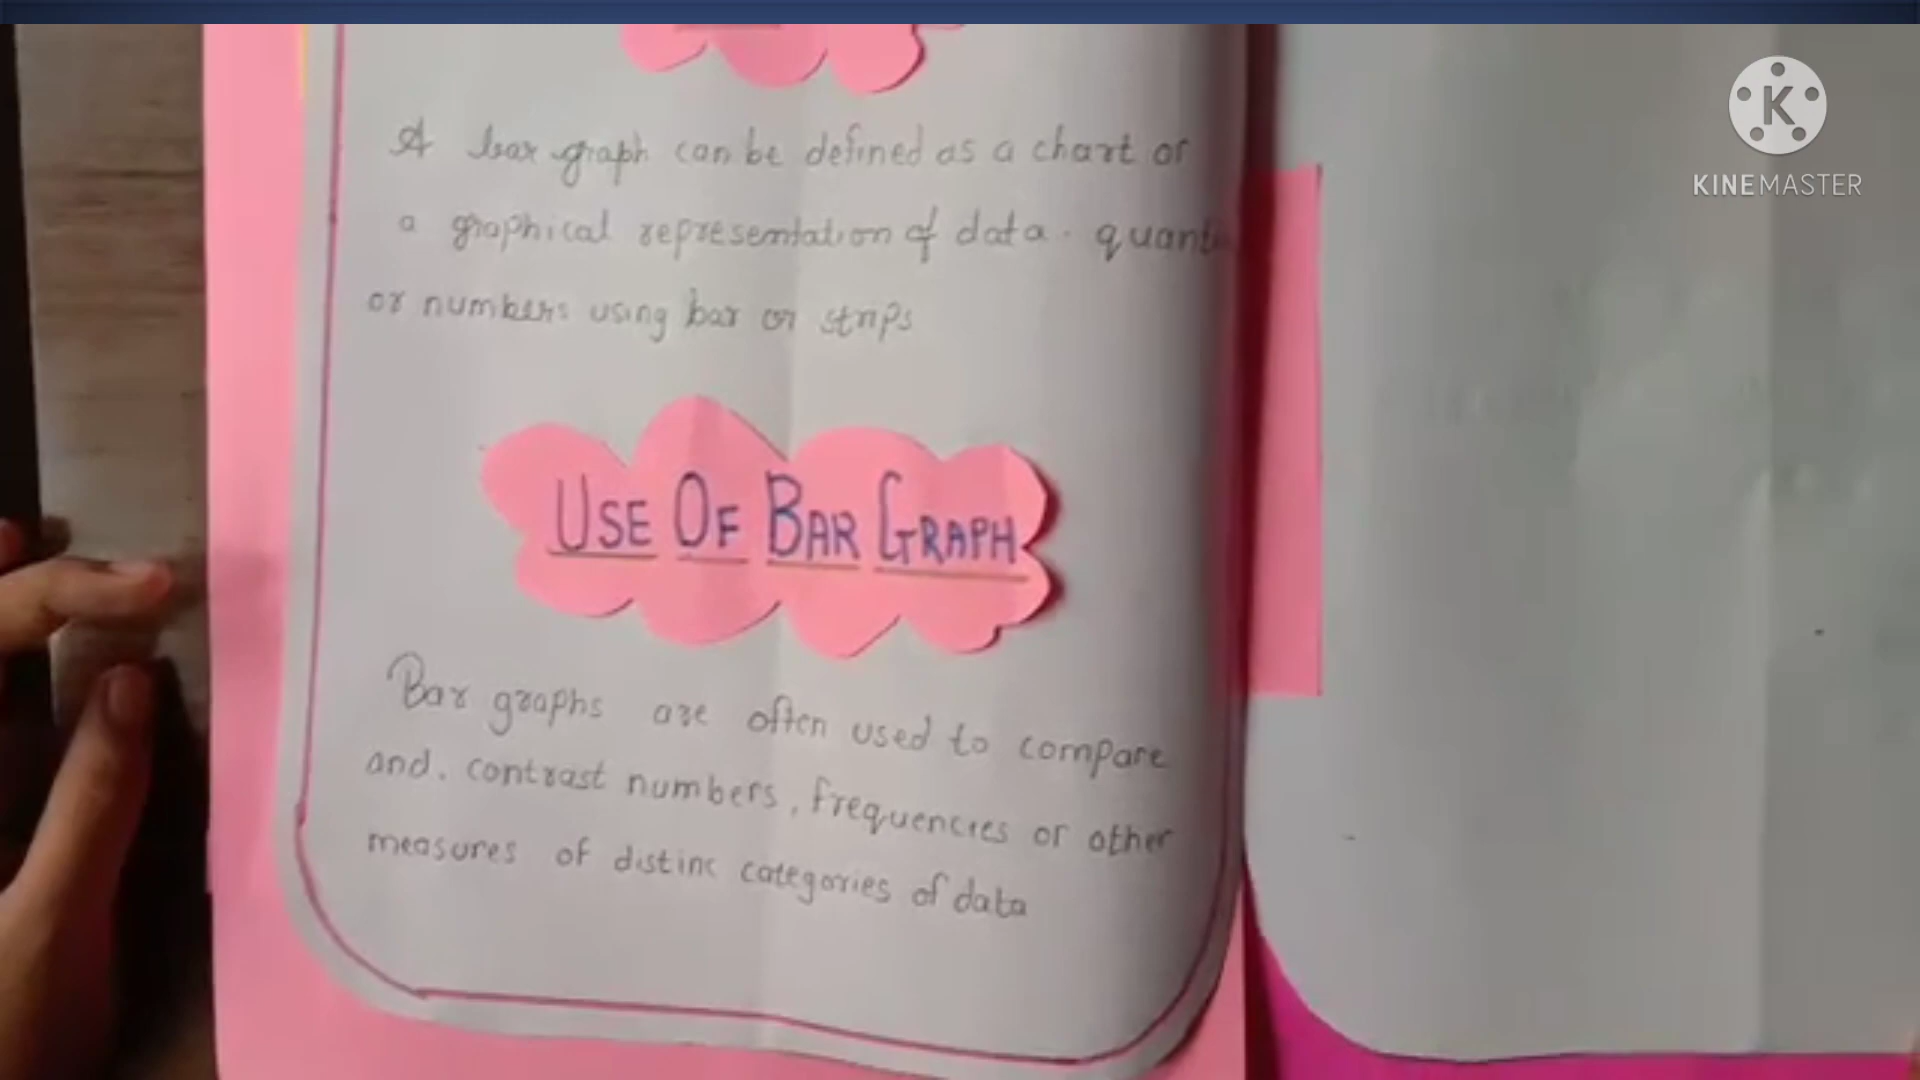 KINEMASTER
A bar graph can be defined as a chart or
a graphical representation of data. quanti
or numbers using bar or strips
USE OF BAR GRAPH
Bar graphs are often used to compare
and. contrast numbers, frequencies or other
measures of distinc categories of data